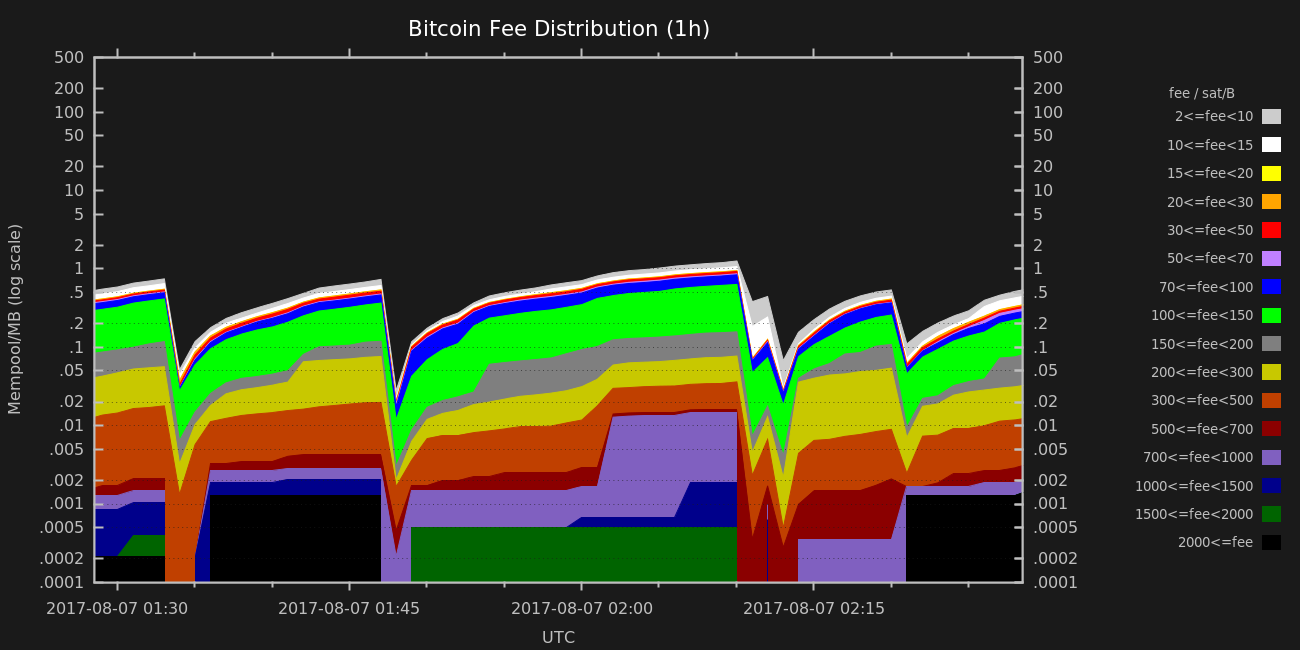 Bitcoin Fee Distribution (1h)
500 500
200 200
100 100
50 50
20 20
10 10
5 5
2 2
1 1
.5 .5
.2 .2
.1 .1
.05 .05
.02 .02
.01 .01
.005 .005
.002 .002
.001 .001
.0005 .0005
.0002 .0002
.0001 .0001
Mempool/MB (log scale)
2017-08-07 01:30 2017-08-07 01:45 2017-08-07 02:00 2017-08-07 02:15
UTC
fee / sat/B
2<=fee<10
10<=fee<15
15<=fee<20
20<=fee<30
30<=fee<50
50<=fee<70
70<=fee<100
100<=fee<150
150<=fee<200
200<=fee<300
300<=fee<500
500<=fee<700
700<=fee<1000
1000<=fee<1500
1500<=fee<2000
2000<=fee